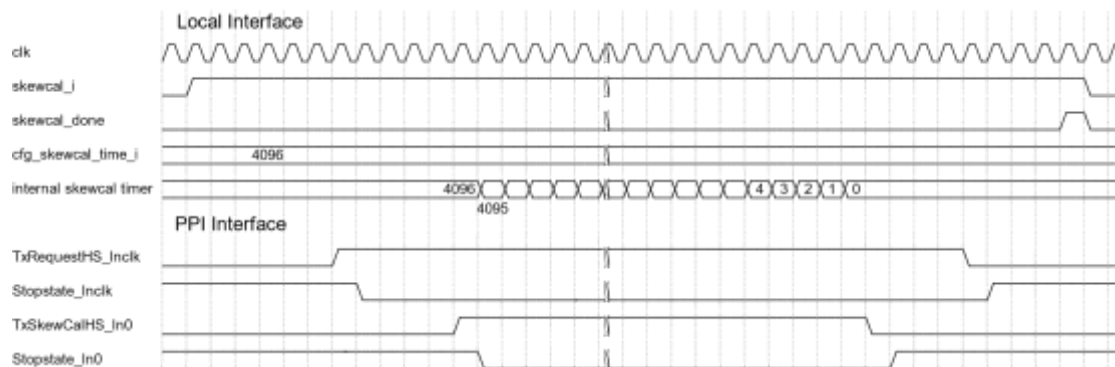 Local Interface
clk
skewcal_i
skewcal_done
cfg_skewcal_time_i 4096
internal skewcal timer 4096 4 3 2 1 0
4095
PPI Interface
TxRequestHS_lnclk
Stopstate_lnclk
TxSkewCalHS_ln0
Stopstate_ln0